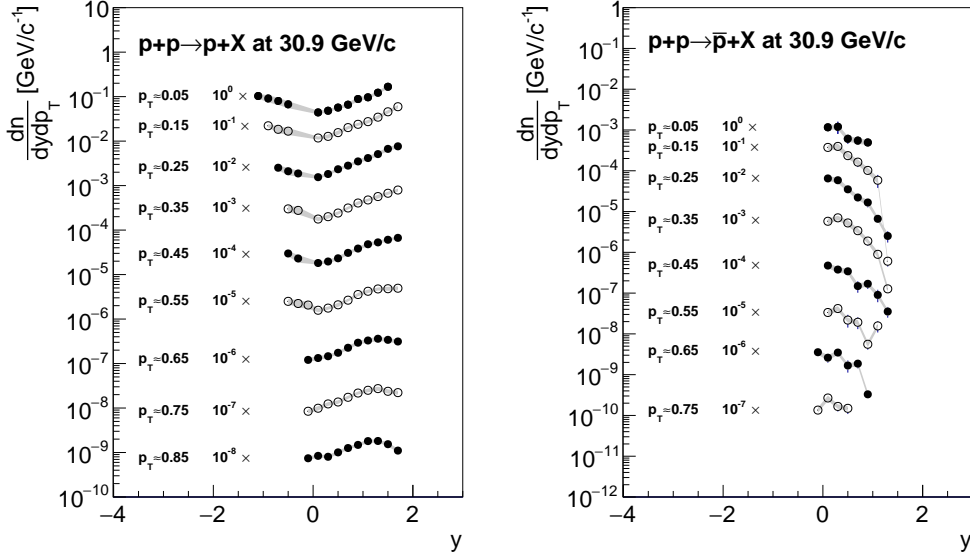 dn
dydp_T [GeV/c^-1]
10
1
10^-1
10^-2
10^-3
10^-4
10^-5
10^-6
10^-7
10^-8
10^-9
10^-10
p+p→p+X at 30.9 GeV/c
p_T≈0.05 10^0 ×
p_T≈0.15 10^-1 ×
p_T≈0.25 10^-2 ×
p_T≈0.35 10^-3 ×
p_T≈0.45 10^-4 ×
p_T≈0.55 10^-5 ×
p_T≈0.65 10^-6 ×
p_T≈0.75 10^-7 ×
p_T≈0.85 10^-8 ×
−4 −2 0 2
y
dn
dydp_T [GeV/c^-1]
1
10^-1
10^-2
10^-3
10^-4
10^-5
10^-6
10^-7
10^-8
10^-9
10^-10
10^-11
10^-12
p+p→p̅+X at 30.9 GeV/c
p_T≈0.05 10^0 ×
p_T≈0.15 10^-1 ×
p_T≈0.25 10^-2 ×
p_T≈0.35 10^-3 ×
p_T≈0.45 10^-4 ×
p_T≈0.55 10^-5 ×
p_T≈0.65 10^-6 ×
p_T≈0.75 10^-7 ×
−4 −2 0 2
y